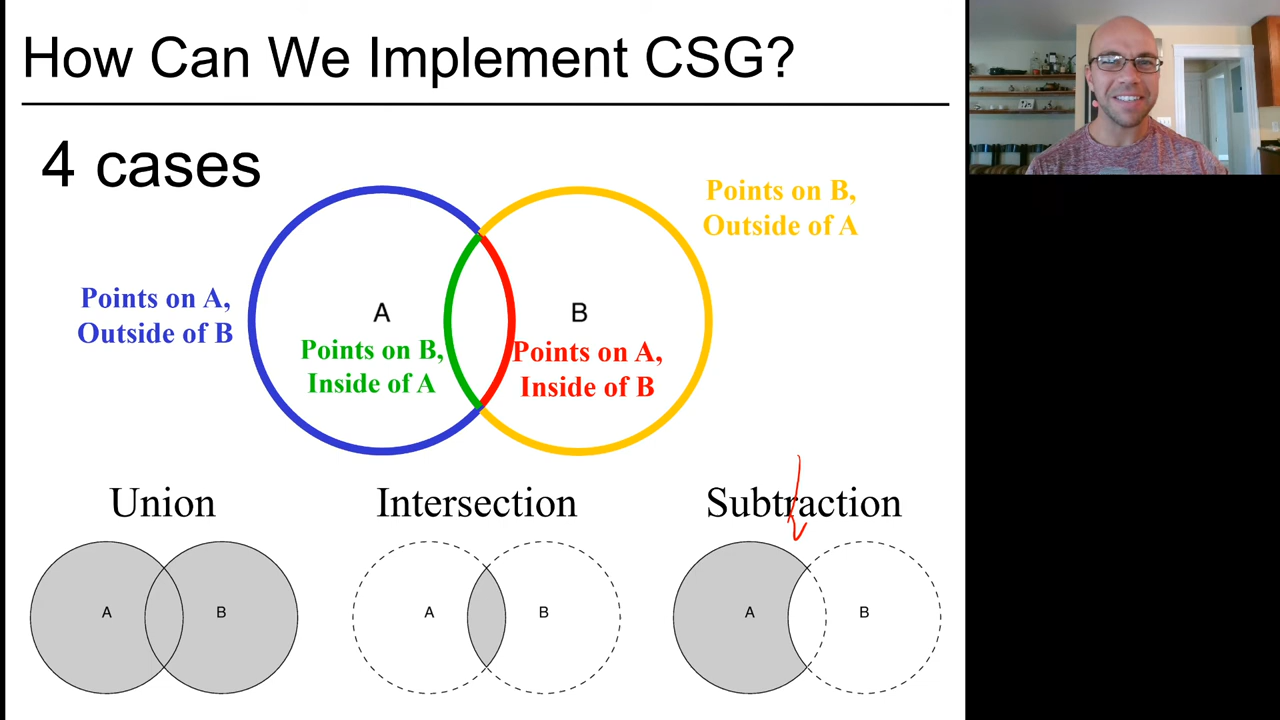 How Can We Implement CSG?
4 cases
Points on B,
Outside of A
Points on A,
Outside of B
A
B
Points on B,
Inside of A
Points on A,
Inside of B
Union
Intersection
Subtraction
A
B
A
B
A
B